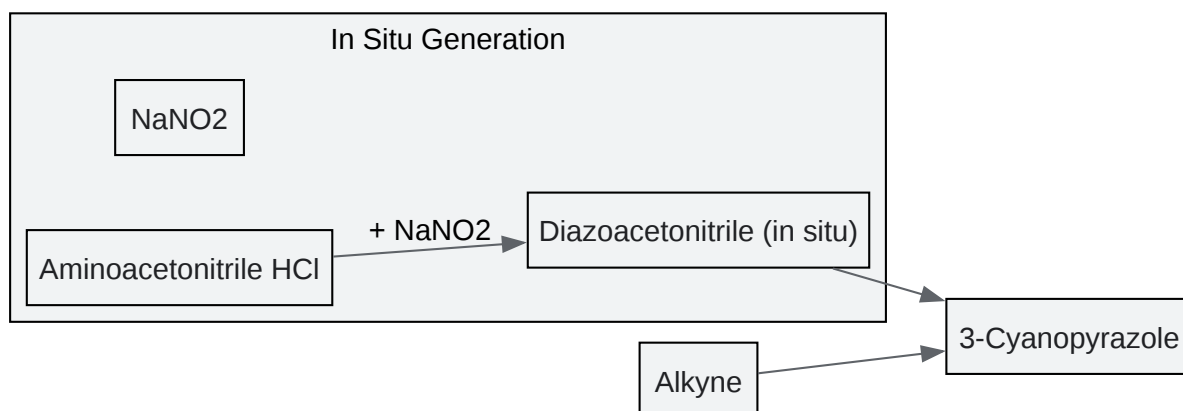 In Situ Generation
NaNO2
+ NaNO2
Aminoacetonitrile HCl
Diazoacetonitrile (in situ)
Alkyne
3-Cyanopyrazole